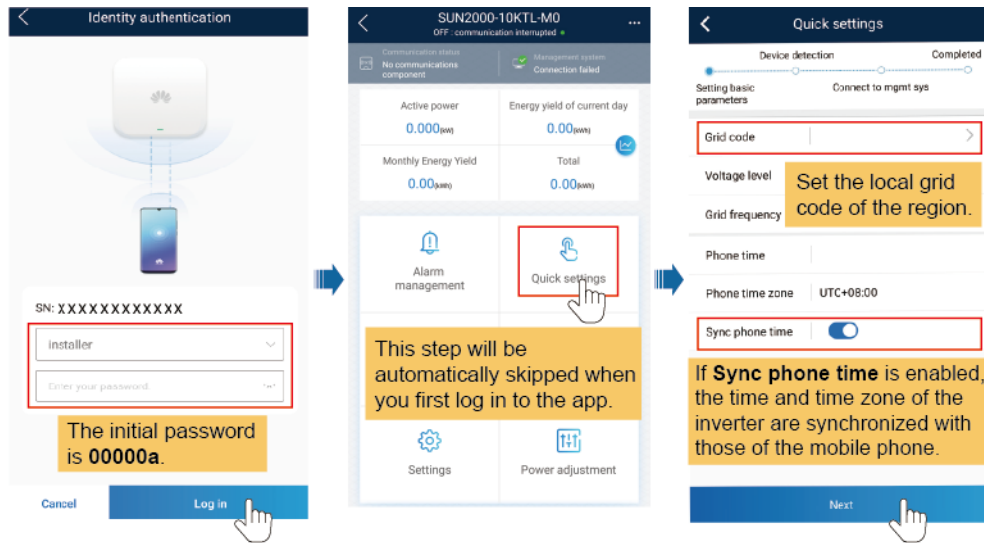 Identity authentication
SN: XXXXXXXXXXXX
installer
Enter your password.
The initial password
is 00000a.
Cancel
Log in
SUN2000-10KTL-M0
OFF : communication interrupted
Communication status
No communications
component
Management system
Connection failed
Active power
0.000(kW)
Energy yield of current day
0.00(kWh)
Monthly Energy Yield
0.00(kWh)
Total
0.00(kWh)
Alarm
management
Quick settings
This step will be
automatically skipped when
you first log in to the app.
Settings
Power adjustment
Quick settings
Device detection
Completed
Setting basic
parameters
Connect to mgmt sys
Grid code
Voltage level
Set the local grid
code of the region.
Grid frequency
Phone time
Phone time zone
UTC+08:00
Sync phone time
If Sync phone time is enabled,
the time and time zone of the
inverter are synchronized with
those of the mobile phone.
Next